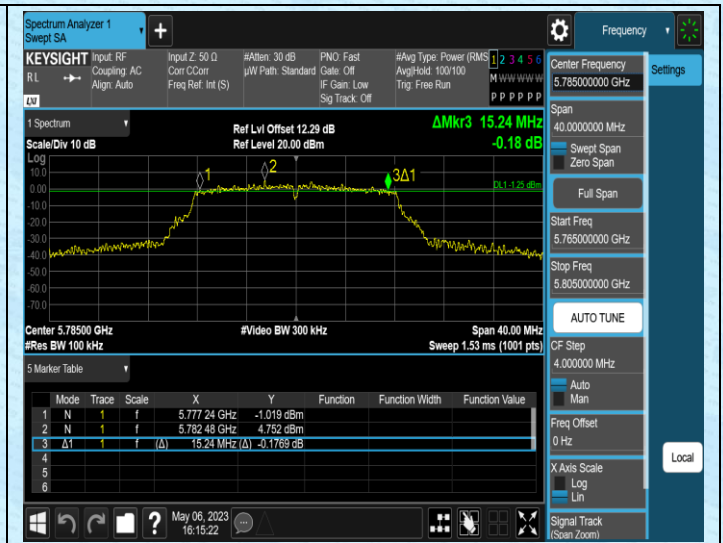 Spectrum Analyzer 1
Swept SA
+
Frequency
KEYSIGHT
RL
LXI
Input: RF
Coupling: AC
Align: Auto
Input Z: 50 Ω
Corr CCorr
Freq Ref: Int (S)
#Atten: 30 dB
µW Path: Standard
PNO: Fast
Gate: Off
IF Gain: Low
Sig Track: Off
#Avg Type: Power (RMS
Avg|Hold: 100/100
Trig: Free Run
1 2 3 4 5 6
M W W W W W
P P P P P P
1 Spectrum
Scale/Div 10 dB
Ref Lvl Offset 12.29 dB
Ref Level 20.00 dBm
ΔMkr3 15.24 MHz
-0.18 dB
Log
10.0
0.00
-10.0
-20.0
-30.0
-40.0
-50.0
-60.0
-70.0
1
2
3Δ1
DL1 -1.25 dBm
Center 5.78500 GHz
#Res BW 100 kHz
#Video BW 300 kHz
Span 40.00 MHz
Sweep 1.53 ms (1001 pts)
5 Marker Table
Mode Trace Scale X Y Function Function Width Function Value
1 N 1 f 5.777 24 GHz -1.019 dBm
2 N 1 f 5.782 48 GHz 4.752 dBm
3 Δ1 1 f (Δ) 15.24 MHz (Δ) -0.1769 dB
4
5
6
May 06, 2023
16:15:22
Center Frequency
5.785000000 GHz
Span
40.0000000 MHz
Swept Span
Zero Span
Full Span
Start Freq
5.765000000 GHz
Stop Freq
5.805000000 GHz
AUTO TUNE
CF Step
4.000000 MHz
Auto
Man
Freq Offset
0 Hz
X Axis Scale
Log
Lin
Signal Track
(Span Zoom)
Settings
Local